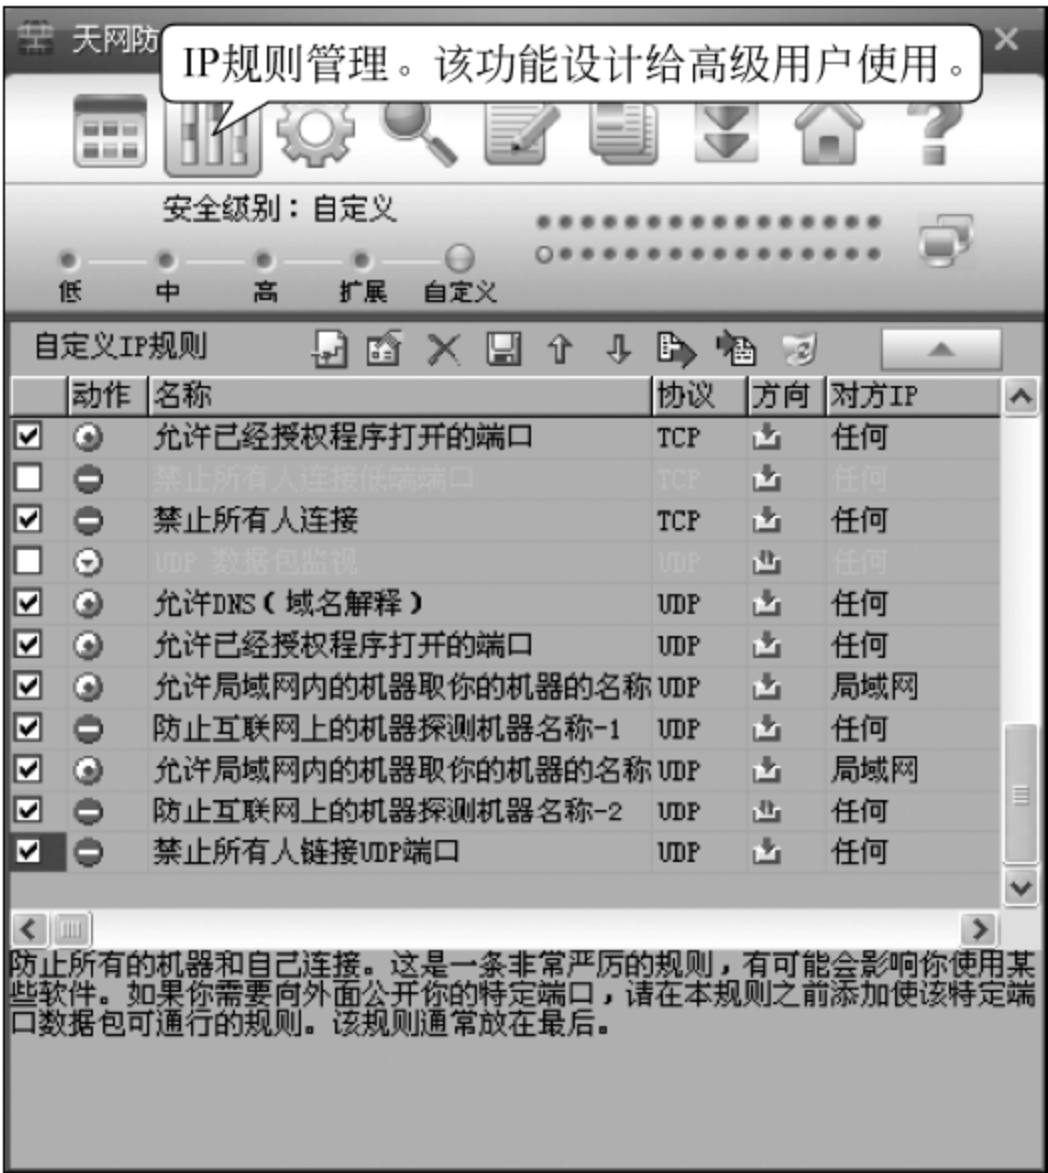 天网防
IP规则管理。该功能设计给高级用户使用。
安全级别：自定义
低 中 高 扩展 自定义
自定义IP规则
动作 名称 协议 方向 对方IP
允许已经授权程序打开的端口 TCP 任何
禁止所有人连接低端端口 TCP 任何
禁止所有人连接 TCP 任何
UDP 数据包监视 UDP 任何
允许DNS(域名解释) UDP 任何
允许已经授权程序打开的端口 UDP 任何
允许局域网内的机器取你的机器的名称 UDP 局域网
防止互联网上的机器探测机器名称-1 UDP 任何
允许局域网内的机器取你的机器的名称 UDP 局域网
防止互联网上的机器探测机器名称-2 UDP 任何
禁止所有人链接UDP端口 UDP 任何
防止所有的机器和自己连接。这是一条非常严厉的规则，有可能会影响你使用某
些软件。如果你需要向外面公开你的特定端口，请在本规则之前添加使该特定端
口数据包可通行的规则。该规则通常放在最后。